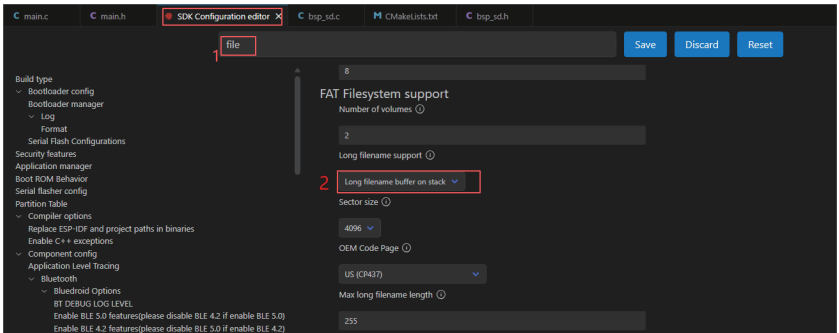 main.c
main.h
SDK Configuration editor
bsp_sd.c
CMakeLists.txt
bsp_sd.h
1
file
Save
Discard
Reset
Build type
Bootloader config
Bootloader manager
Log
Format
Serial Flash Configurations
Security features
Application manager
Boot ROM Behavior
Serial flasher config
Partition Table
Compiler options
Replace ESP-IDF and project paths in binaries
Enable C++ exceptions
Component config
Application Level Tracing
Bluetooth
Bluedroid Options
BT DEBUG LOG LEVEL
Enable BLE 5.0 features(please disable BLE 4.2 if enable BLE 5.0)
Enable BLE 4.2 features(please disable BLE 5.0 if enable BLE 4.2)
8
FAT Filesystem support
Number of volumes
2
Long filename support
2
Long filename buffer on stack
Sector size
4096
OEM Code Page
US (CP437)
Max long filename length
255